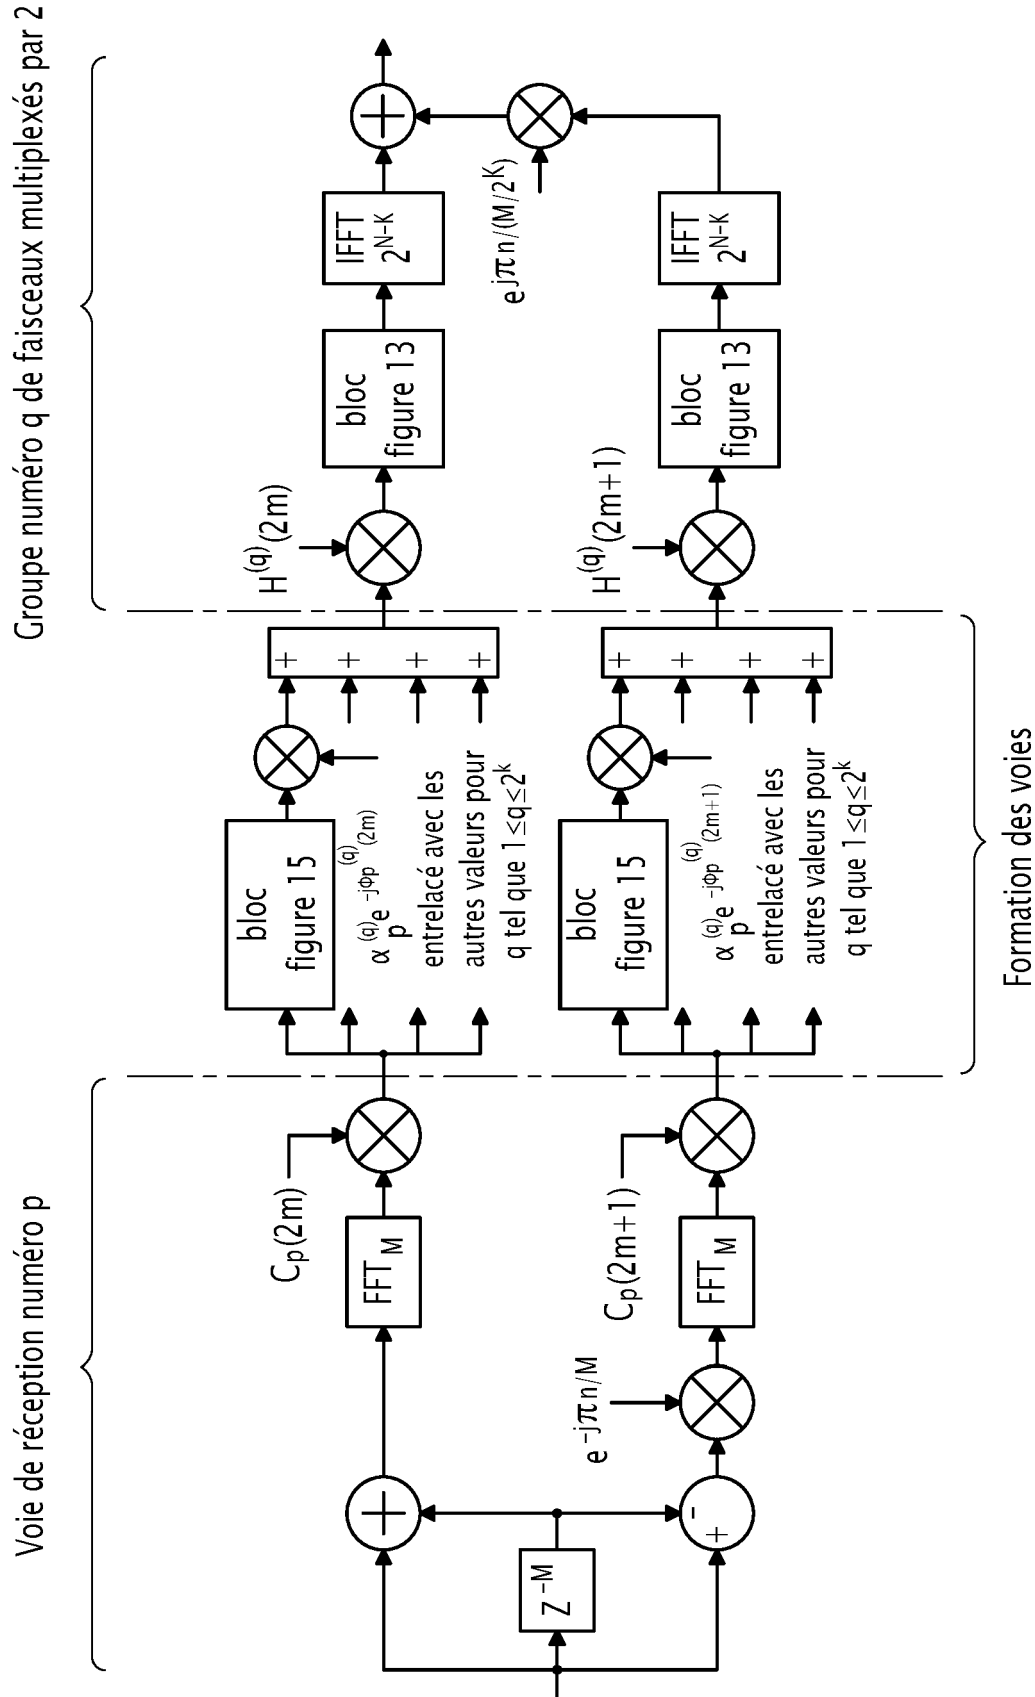 Voie de réception numéro p
Groupe numéro q de faisceaux multiplexés par 2
Z^-M
+
-
e^-jπn/M
FFT_M
C_p(2m)
FFT_M
C_p(2m+1)
bloc
figure 15
α_p^(q) e^-jΦp^(q)(2m)
entrelacé avec les
autres valeurs pour
q tel que 1≤q≤2^k
+
+
+
+
bloc
figure 15
α_p^(q) e^-jΦp^(q)(2m+1)
entrelacé avec les
autres valeurs pour
q tel que 1≤q≤2^k
+
+
+
+
Formation des voies
H^(q)(2m)
bloc
figure 13
IFFT
2^N-K
H^(q)(2m+1)
bloc
figure 13
IFFT
2^N-K
e^jπn/(M/2^K)